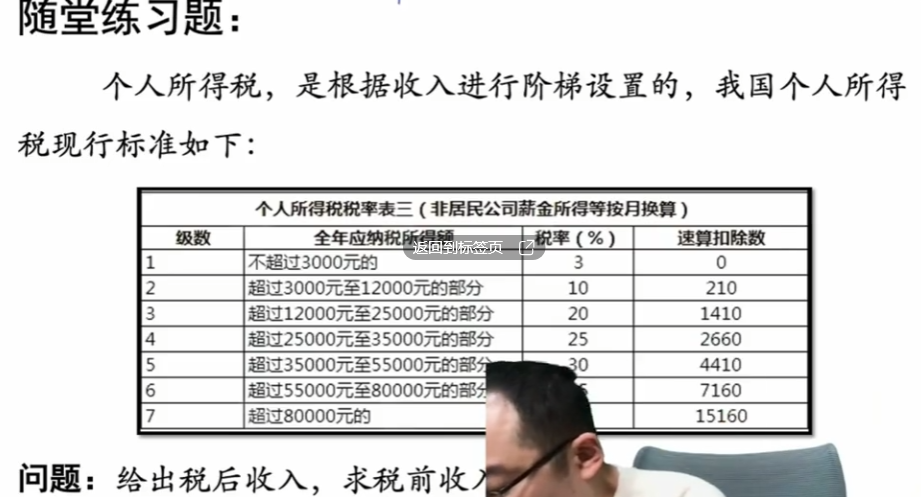 随堂练习题：
个人所得税，是根据收入进行阶梯设置的，我国个人所得
税现行标准如下：
个人所得税税率表三（非居民公司薪金所得等按月换算）
级数 全年应纳税所得额 税率（%） 速算扣除数
返回到标签页
1 不超过3000元的 3 0
2 超过3000元至12000元的部分 10 210
3 超过12000元至25000元的部分 20 1410
4 超过25000元至35000元的部分 25 2660
5 超过35000元至55000元的部分 30 4410
6 超过55000元至80000元的部分 7160
7 超过80000元的 15160
问题：给出税后收入，求税前收入